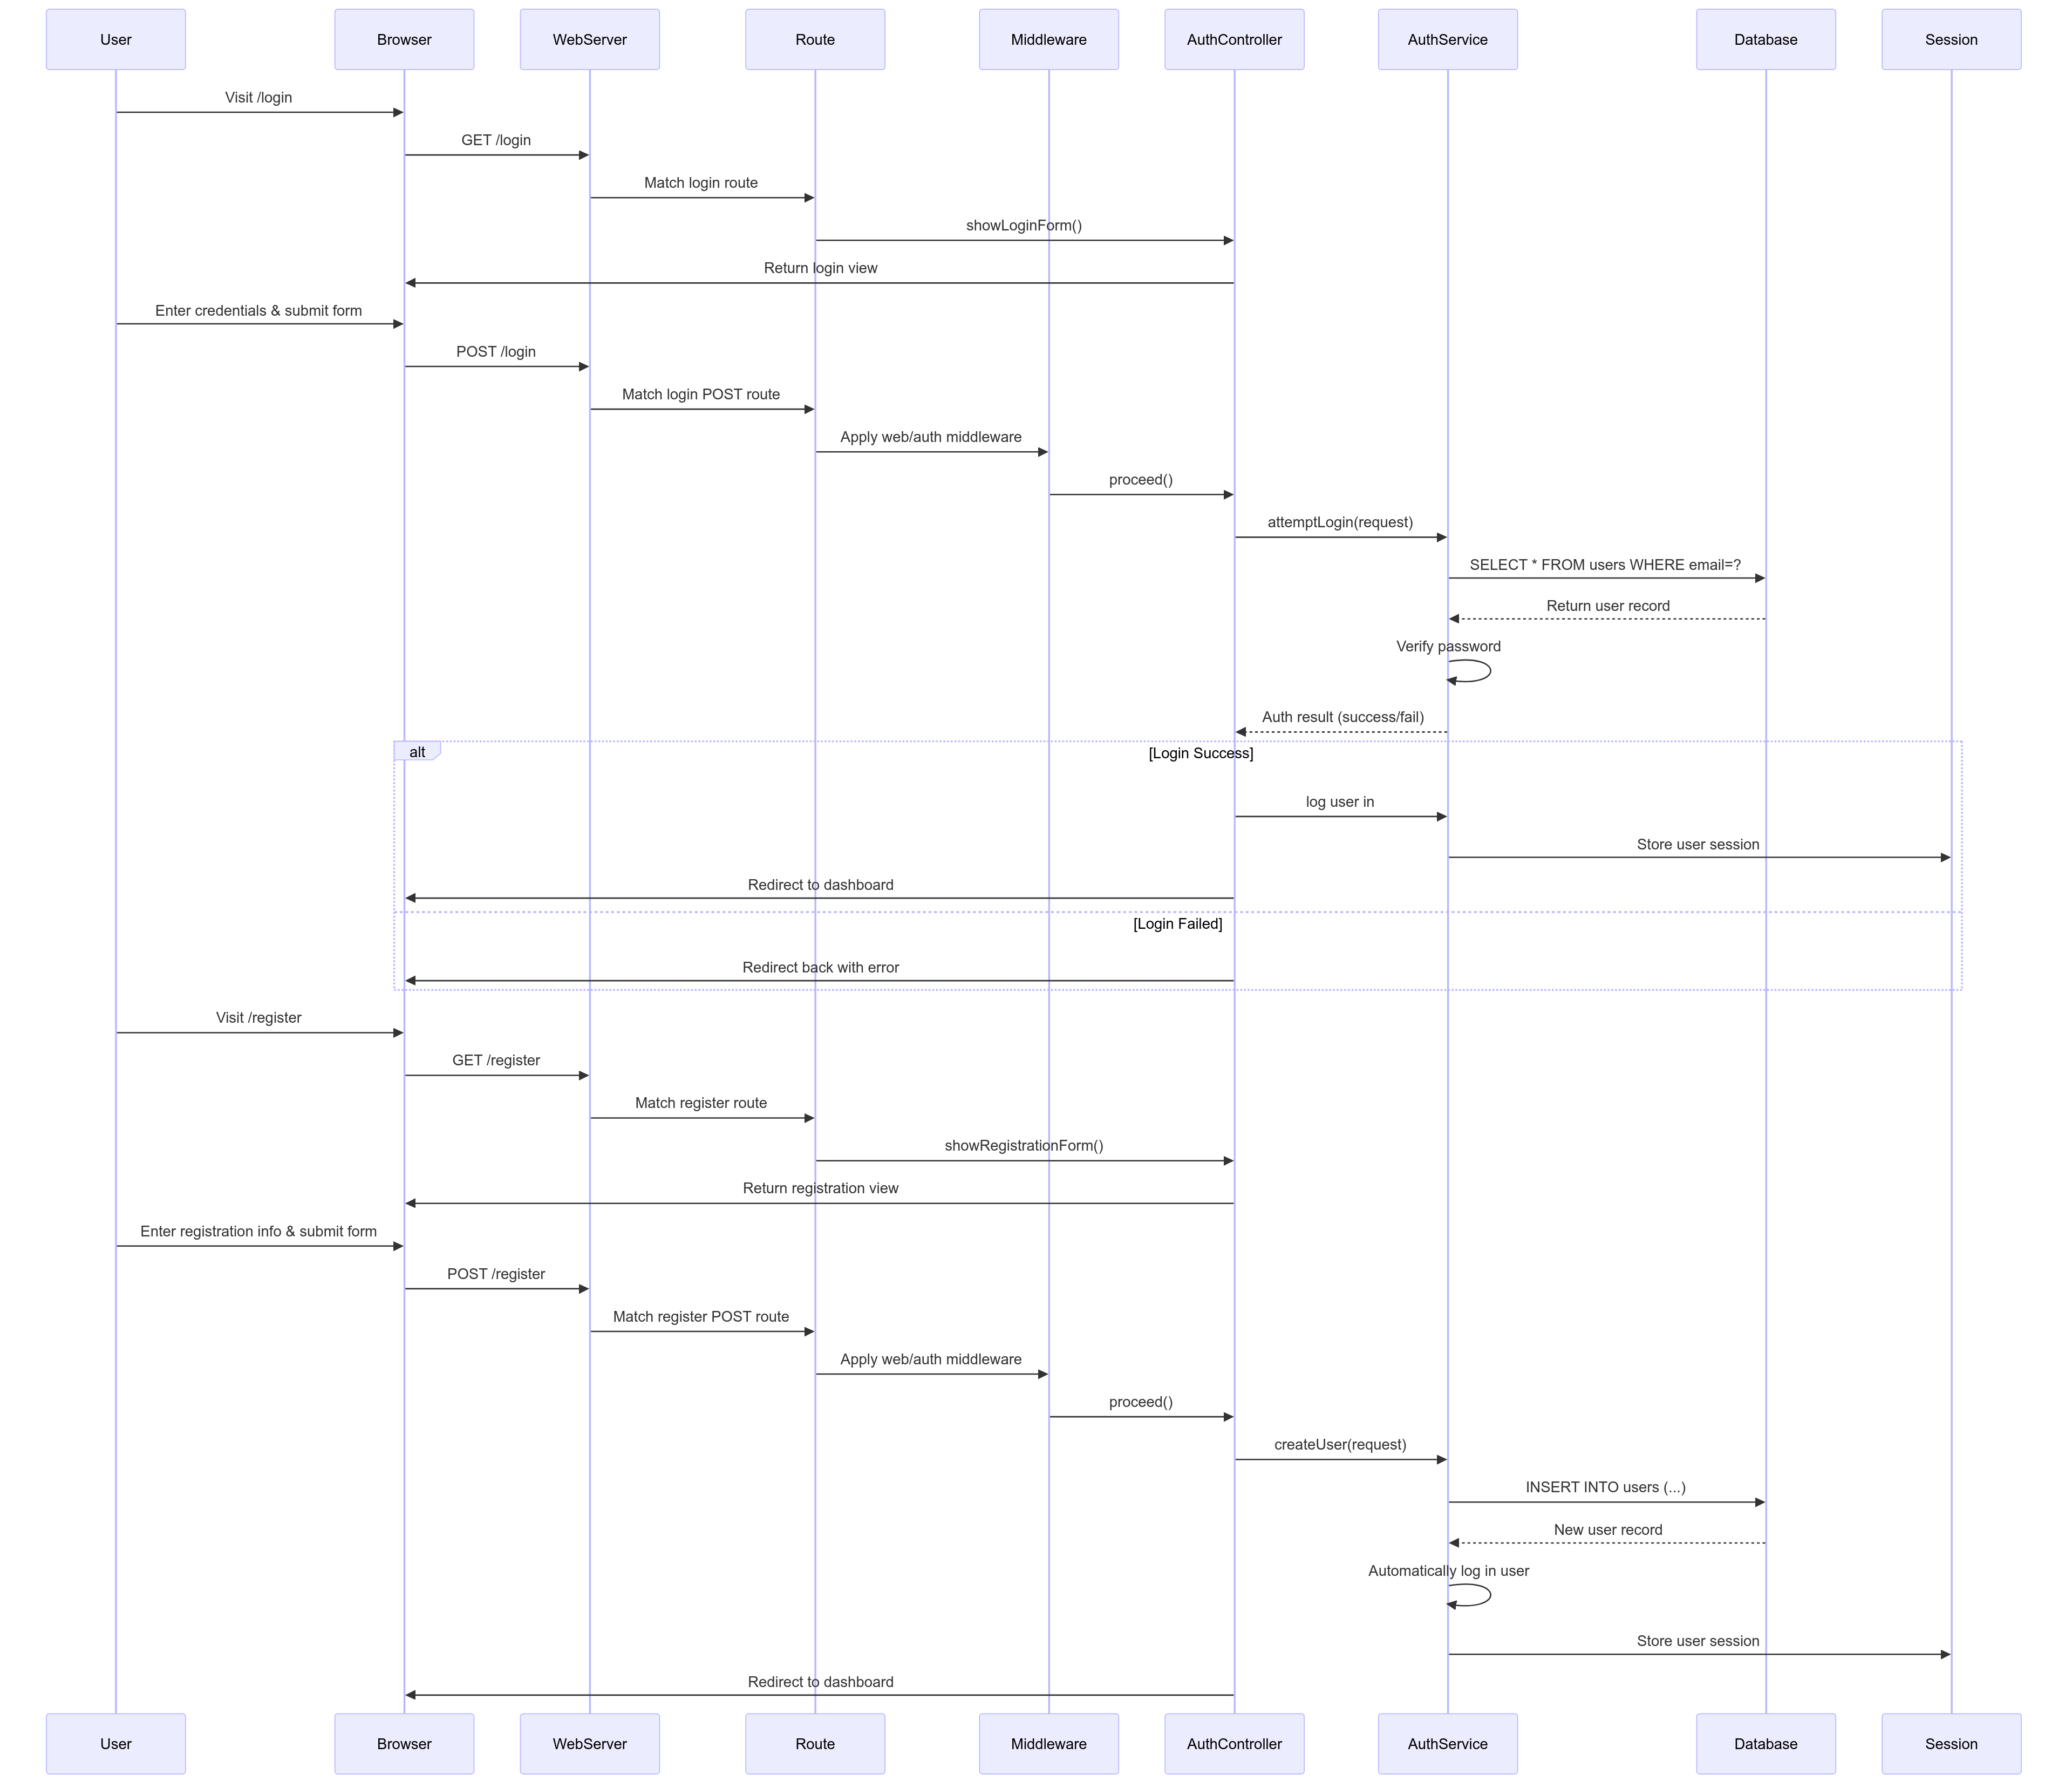 User
Browser
WebServer
Route
Middleware
AuthController
AuthService
Database
Session
Visit /login
GET /login
Match login route
showLoginForm()
Return login view
Enter credentials & submit form
POST /login
Match login POST route
Apply web/auth middleware
proceed()
attemptLogin(request)
SELECT * FROM users WHERE email=?
Return user record
Verify password
Auth result (success/fail)
alt
[Login Success]
log user in
Store user session
Redirect to dashboard
[Login Failed]
Redirect back with error
Visit /register
GET /register
Match register route
showRegistrationForm()
Return registration view
Enter registration info & submit form
POST /register
Match register POST route
Apply web/auth middleware
proceed()
createUser(request)
INSERT INTO users (...)
New user record
Automatically log in user
Store user session
Redirect to dashboard
User
Browser
WebServer
Route
Middleware
AuthController
AuthService
Database
Session